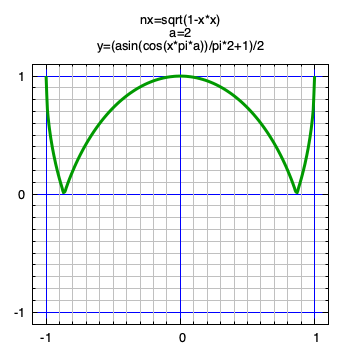 nx=sqrt(1-x*x)
a=2
y=(asin(cos(x*pi*a))/pi*2+1)/2
1
0
-1
-1
0
1